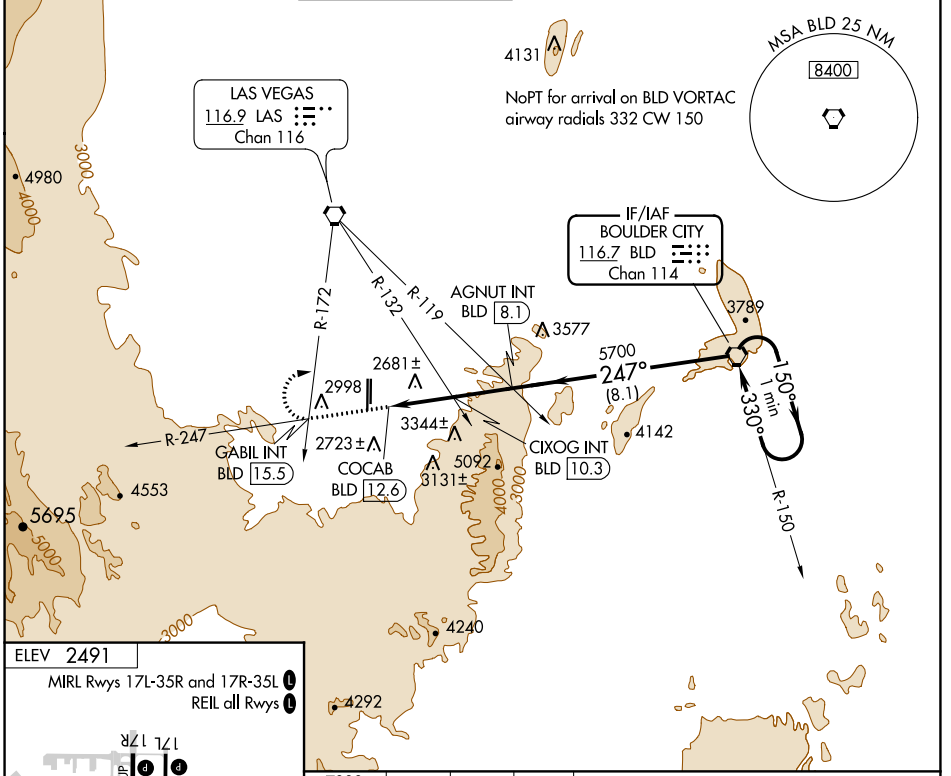 MSA BLD 25 NM
8400
4131
NoPT for arrival on BLD VORTAC
airway radials 332 CW 150
LAS VEGAS
116.9 LAS
Chan 116
3000
4980
4000
IF/IAF
BOULDER CITY
116.7 BLD
Chan 114
R-172
R-132
R-119
AGNUT INT
BLD 8.1
3577
3789
5700
247°
(8.1)
150°
1 min
330°
2681±
2998
4142
R-247
GABIL INT
BLD 15.5
2723±
3344±
COCAB
BLD 12.6
3131±
5092
4000
3000
CIXOG INT
BLD 10.3
R-150
4553
5695
5000
3000
4240
4292
ELEV 2491
MIRL Rwys 17L-35R and 17R-35L L
REIL all Rwys L
17R 17L
UP
P P